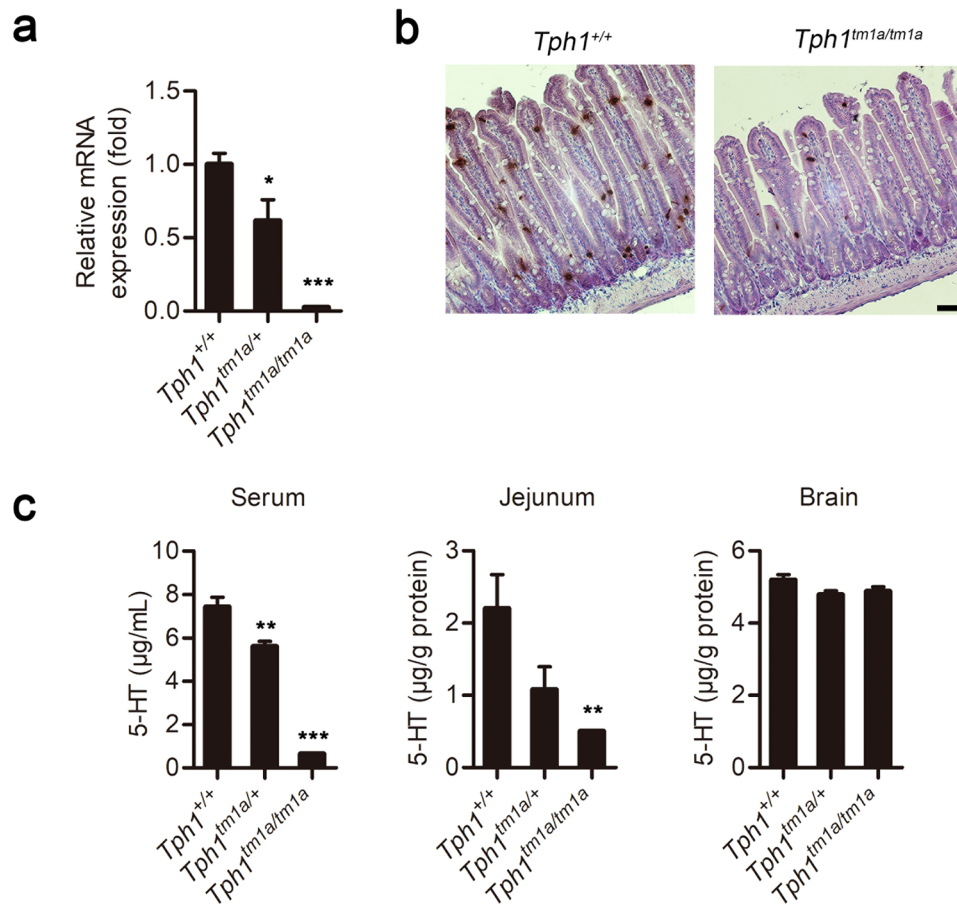 a
Relative mRNA
expression (fold)
1.5
1.0
0.5
0.0
*
***
Tph1+/+
Tph1tm1a/+
Tph1tm1a/tm1a
b
Tph1+/+
Tph1tm1a/tm1a
c
Serum
5-HT (µg/mL)
10
8
6
4
2
0
**
***
Tph1+/+
Tph1tm1a/+
Tph1tm1a/tm1a
Jejunum
5-HT (µg/g protein)
3
2
1
0
**
Tph1+/+
Tph1tm1a/+
Tph1tm1a/tm1a
Brain
5-HT (µg/g protein)
6
4
2
0
Tph1+/+
Tph1tm1a/+
Tph1tm1a/tm1a